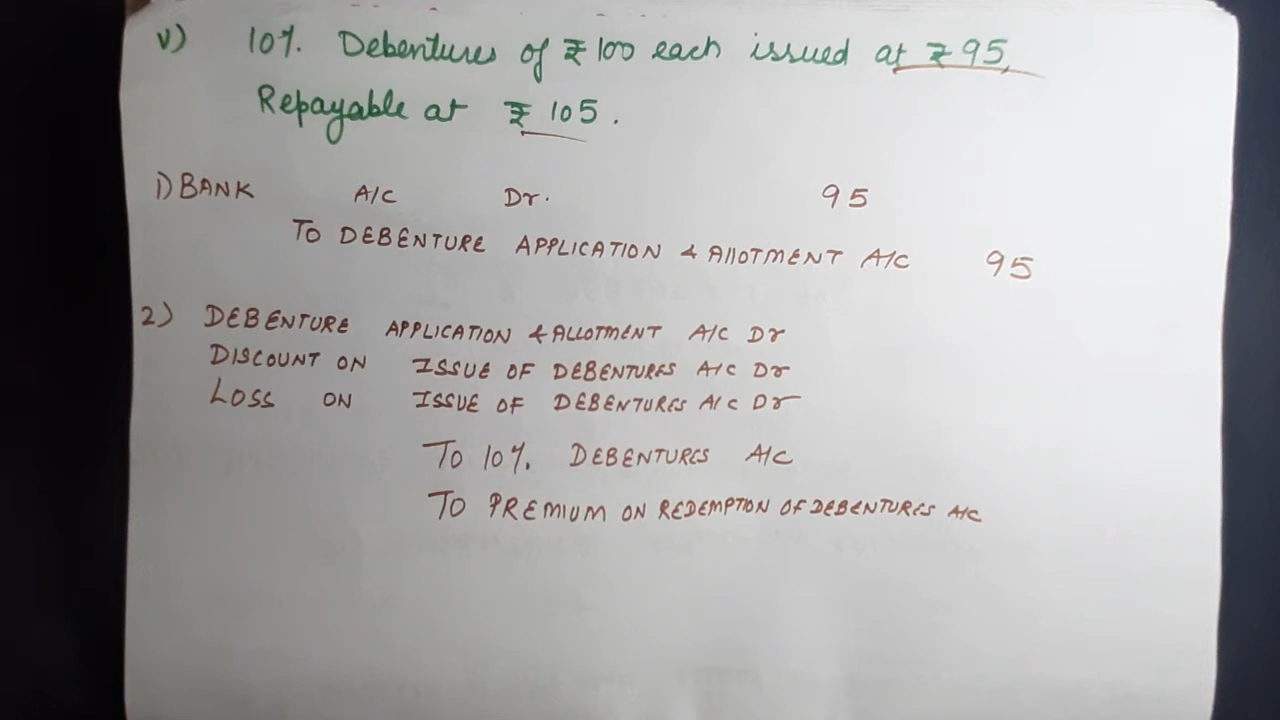 v) 10%. Debentures of ₹100 each issued at ₹95,
Repayable at ₹ 105.
1) BANK A/C Dr. 95
TO DEBENTURE APPLICATION & AllOTMENT A/C 95
2) DEBENTURE APPLICATION & ALLOTMENT A/C Dr
DISCOUNT ON ISSUE OF DEBENTURES A/C Dr
LOSS ON ISSUE OF DEBENTURES A/C Dr
TO 10%. DEBENTURES A/C
TO PREMIUM ON REDEMPTION OF DEBENTURES A/C